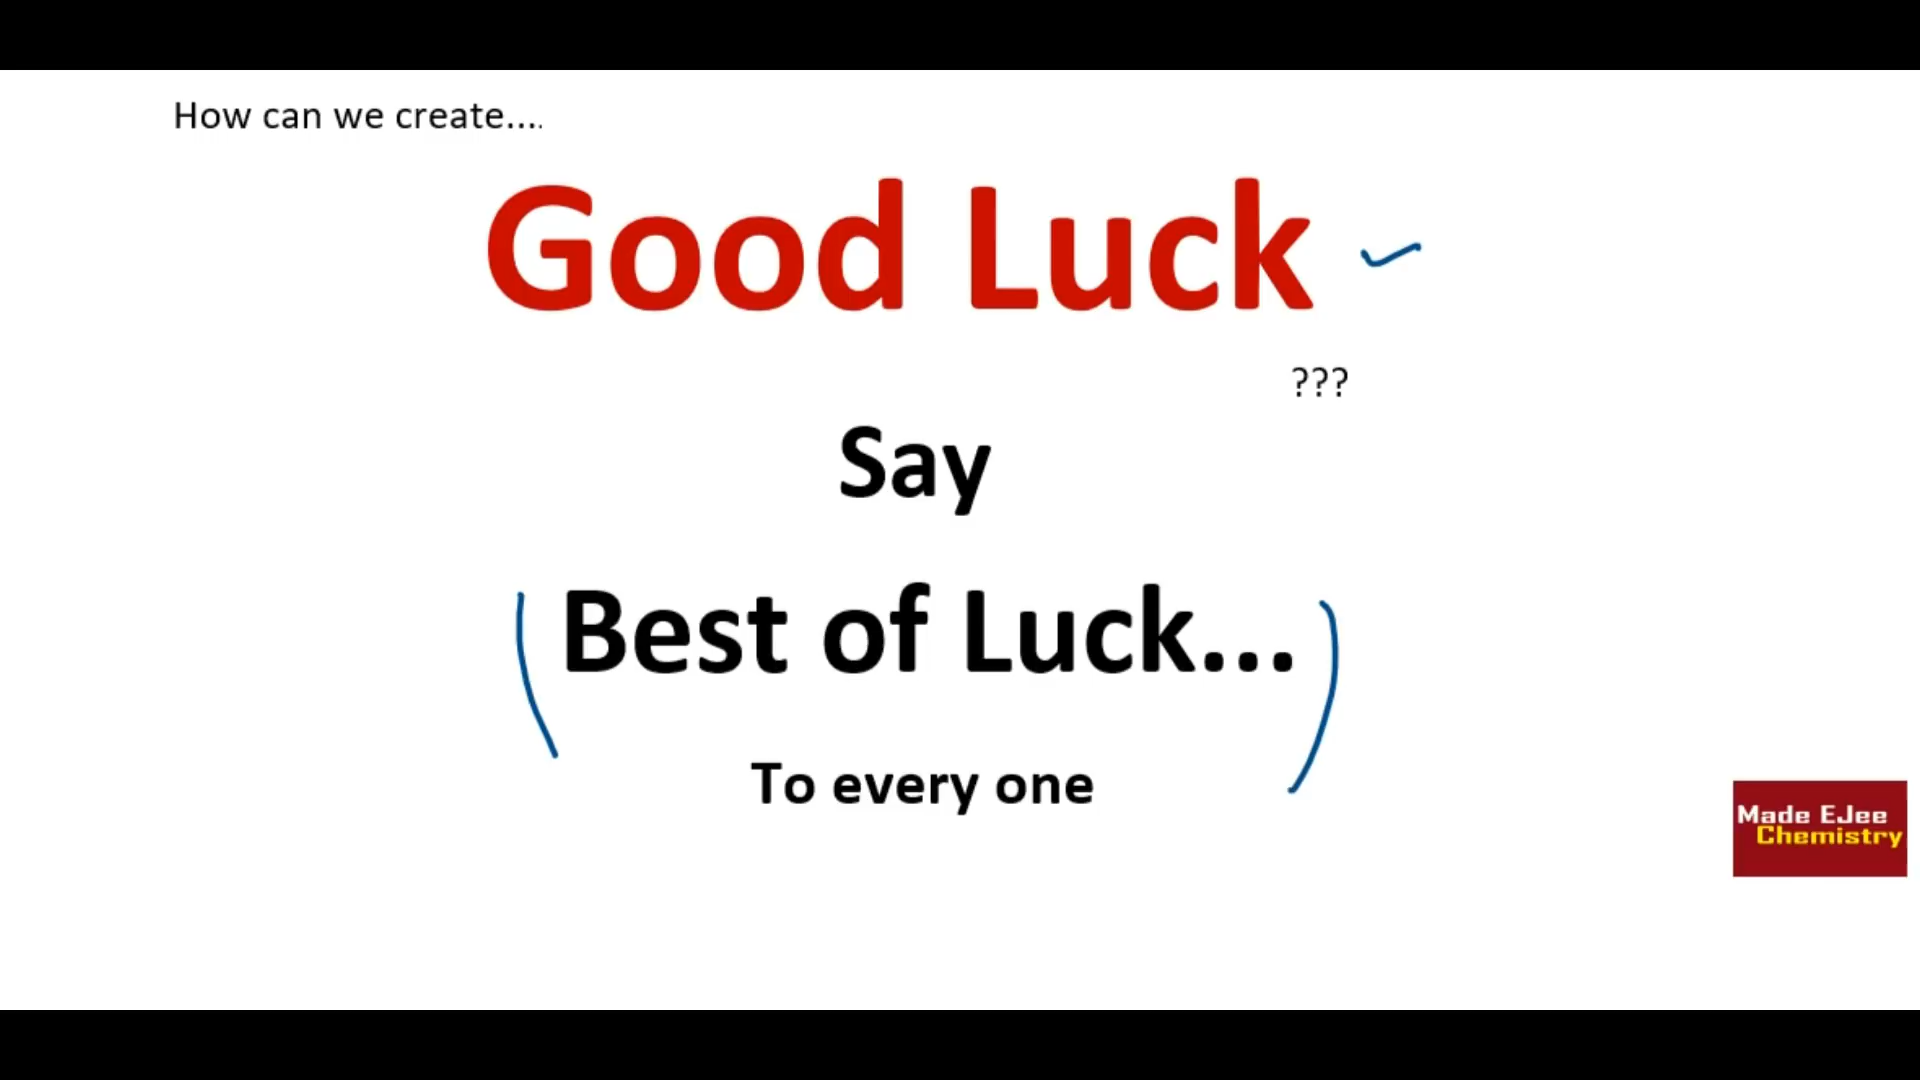 How can we create....
Good Luck
???
Say
Best of Luck...
To every one
Made EJee
Chemistry